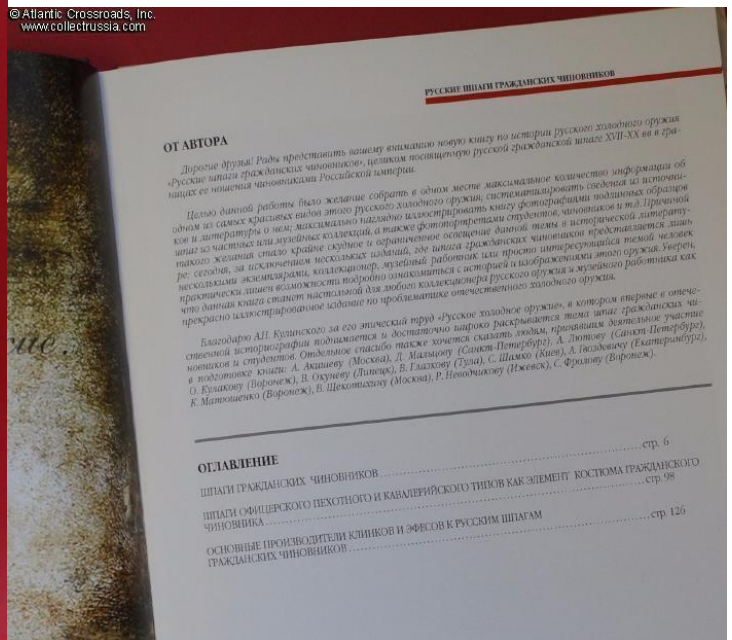 © Atlantic Crossroads, Inc.
www.collectrussia.com
РУССКИЕ ШПАГИ ГРАЖДАНСКИХ ЧИНОВНИКОВ
ОТ АВТОРА
Дорогие друзья! Рады представить вашему вниманию новую книгу по истории русского холодного оружия
«Русские шпаги гражданских чиновников», целиком посвященную русской гражданской шпаге XVII-XX вв в гра-
ницах ее ношения чиновниками Российской империи.
Целью данной работы было желание собрать в одном месте максимальное количество информации об
одном из самых красивых видов этого русского холодного оружия; систематизировать сведения из источни-
ков и литературы о нем; максимально наглядно иллюстрировать книгу фотографиями подлинных образцов
шпаг из частных или музейных коллекций, а также фотопортретами студентов, чиновников и т.д. Причиной
такого желания стало крайне скудное и ограниченное освещение данной темы в исторической литерату-
ре: сегодня, за исключением нескольких изданий, где шпага гражданских чиновников представляется лишь
несколькими экземплярами, коллекционер, музейный работник или просто интересующийся темой человек
практически лишен возможности подробно ознакомиться с историей и изображениями этого оружия. Уверен,
что данная книга станет настольной для любого коллекционера русского оружия и музейного работника как
прекрасно иллюстрированное издание по проблематике отечественного холодного оружия.
Благодарю А.Н. Кулинского за его эпический труд «Русское холодное оружие», в котором впервые в отече-
ственной историографии поднимается и достаточно широко раскрывается тема шпаг гражданских чи-
новников и студентов. Отдельное спасибо также хочется сказать людям, принявшим деятельное участие
в подготовке книги: А. Акишеву (Москва), Д. Мальцову (Санкт-Петербург), А. Лютову (Санкт-Петербург),
О. Кулакову (Воронеж), В. Окуневу (Липецк), В. Глазкову (Тула), С. Шамко (Киев), А. Гвоздевичу (Екатеринбург),
К. Матюшенко (Воронеж), В. Щекотихину (Москва), Р. Неводчикову (Ижевск), С. Фролову (Воронеж).
ОГЛАВЛЕНИЕ
ШПАГИ ГРАЖДАНСКИХ ЧИНОВНИКОВ стр. 6
ШПАГИ ОФИЦЕРСКОГО ПЕХОТНОГО И КАВАЛЕРИЙСКОГО ТИПОВ КАК ЭЛЕМЕНТ КОСТЮМА ГРАЖДАНСКОГО
ЧИНОВНИКА стр. 98
ОСНОВНЫЕ ПРОИЗВОДИТЕЛИ КЛИНКОВ И ЭФЕСОВ К РУССКИМ ШПАГАМ
ГРАЖДАНСКИХ ЧИНОВНИКОВ стр. 126